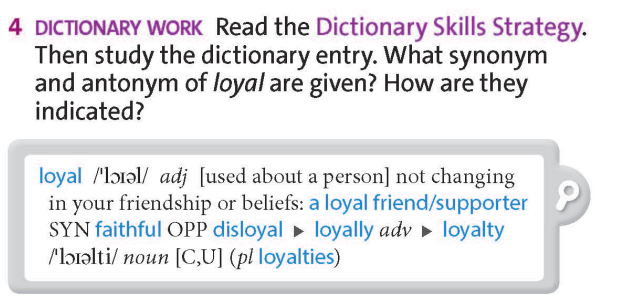 4 DICTIONARY WORK Read the Dictionary Skills Strategy.
Then study the dictionary entry. What synonym
and antonym of loyal are given? How are they
indicated?
loyal /ˈlɔɪəl/ adj [used about a person] not changing
in your friendship or beliefs: a loyal friend/supporter
SYN faithful OPP disloyal ▶ loyally adv ▶ loyalty
/ˈlɔɪəlti/ noun [C,U] (pl loyalties)